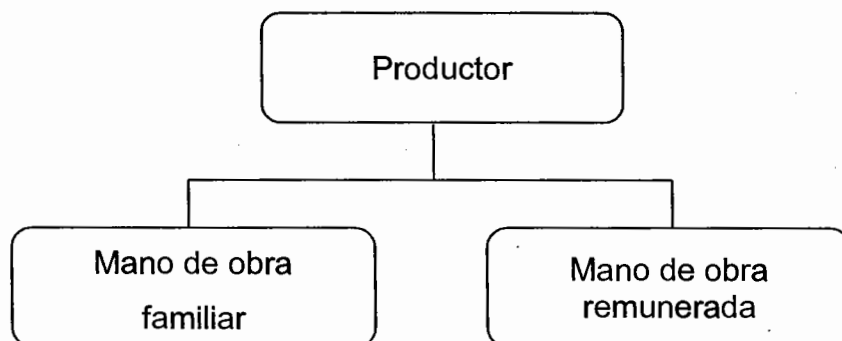 Productor
Mano de obra
familiar
Mano de obra
remunerada